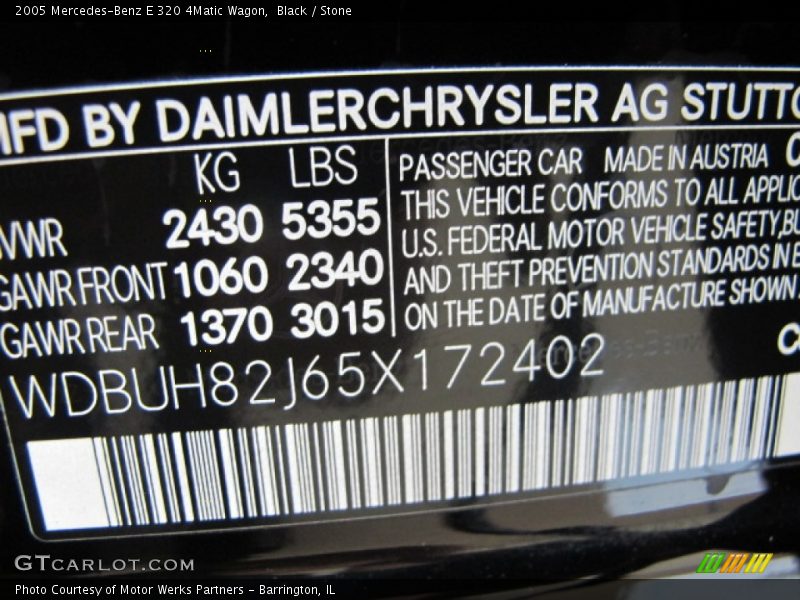 2005 Mercedes-Benz E 320 4Matic Wagon,  Black / Stone
MFD BY DAIMLERCHRYSLER AG STUTTG
KG LBS
VWR 2430 5355
GAWR FRONT 1060 2340
GAWR REAR 1370 3015
PASSENGER CAR MADE IN AUSTRIA
THIS VEHICLE CONFORMS TO ALL APPLIC
U.S. FEDERAL MOTOR VEHICLE SAFETY, BU
AND THEFT PREVENTION STANDARDS IN E
ON THE DATE OF MANUFACTURE SHOWN
WDBUH82J65X172402
GTCARLOT.COM
Photo Courtesy of Motor Werks Partners - Barrington, IL